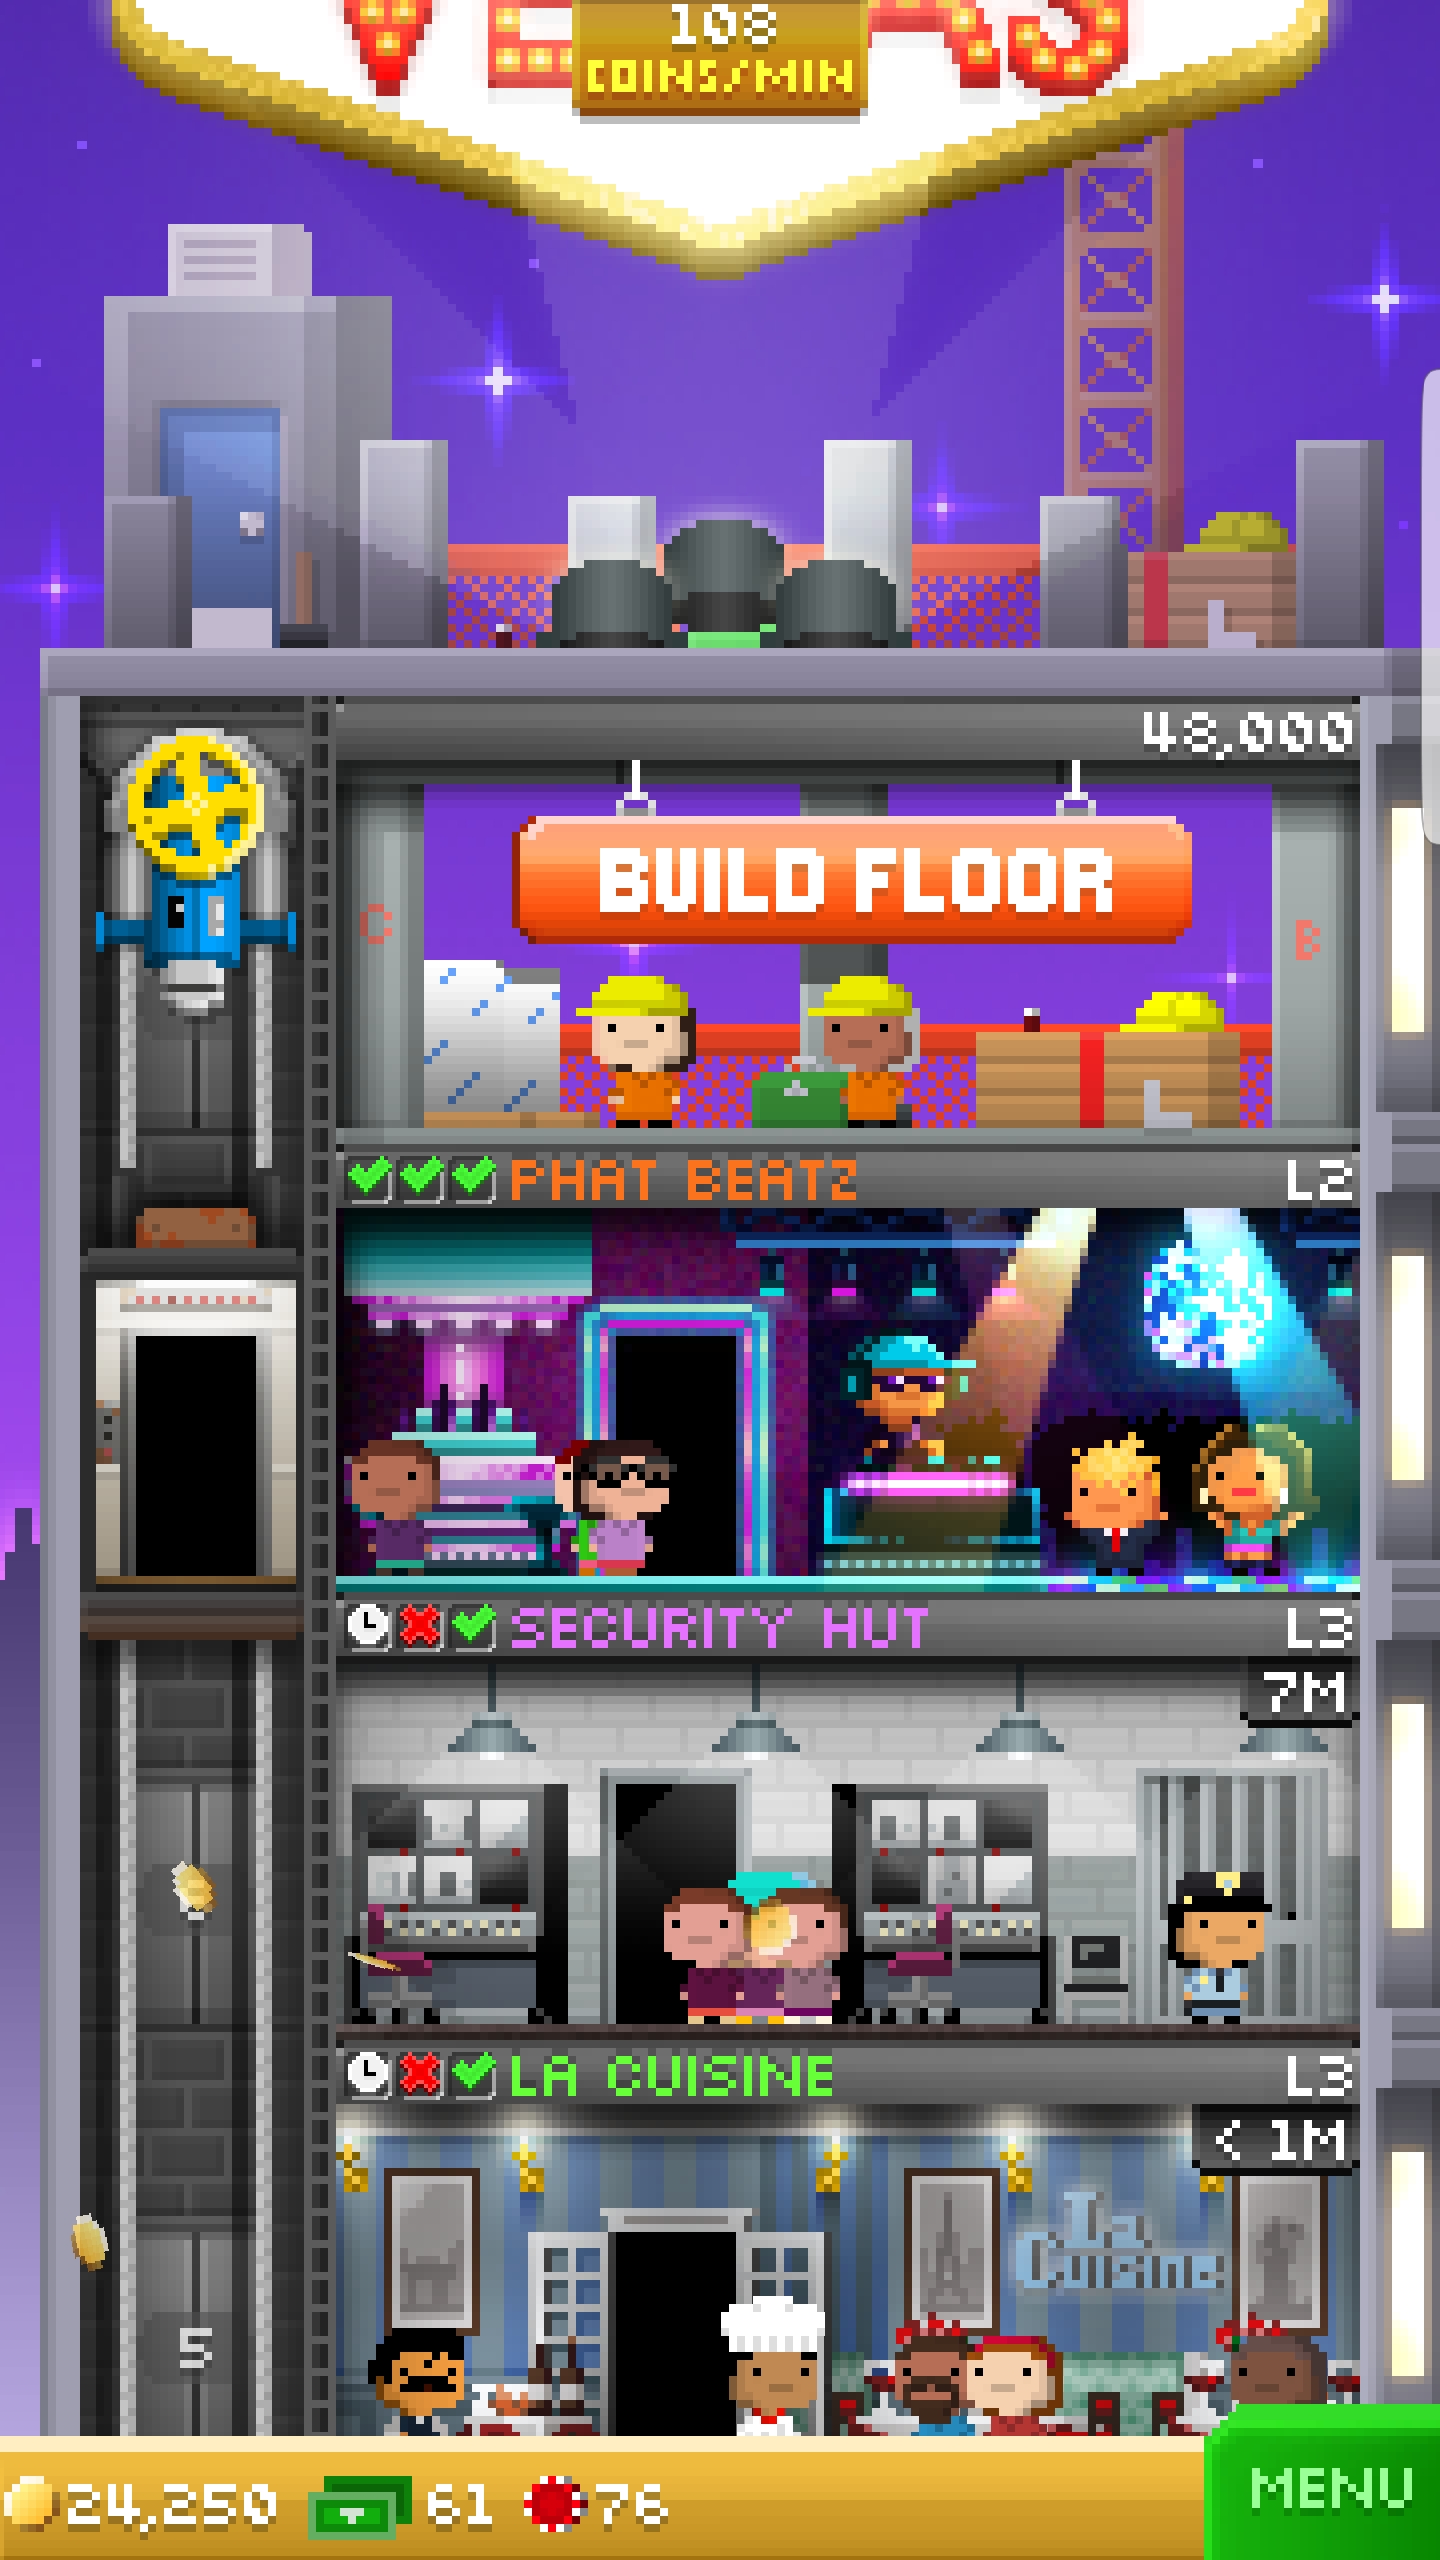 108
COINS/MIN
48,000
BUILD FLOOR
C
B
PHAT BEATZ
L2
SECURITY HUT
L3
7M
LA CUISINE
L3
< 1M
La
Cuisine
5
24,250
61
76
MENU